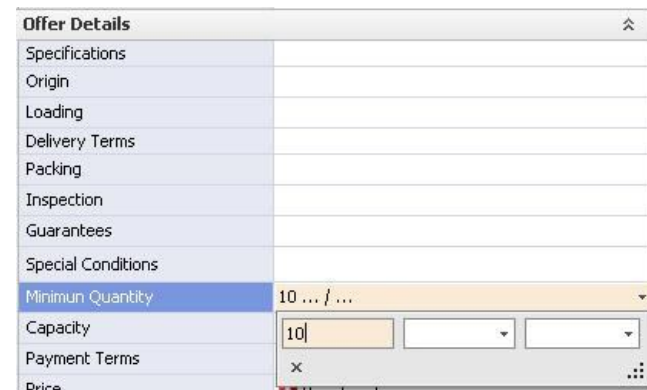 Offer Details
Specifications
Origin
Loading
Delivery Terms
Packing
Inspection
Guarantees
Special Conditions
Minimun Quantity 10 ... / ...
Capacity 10
Payment Terms
Price